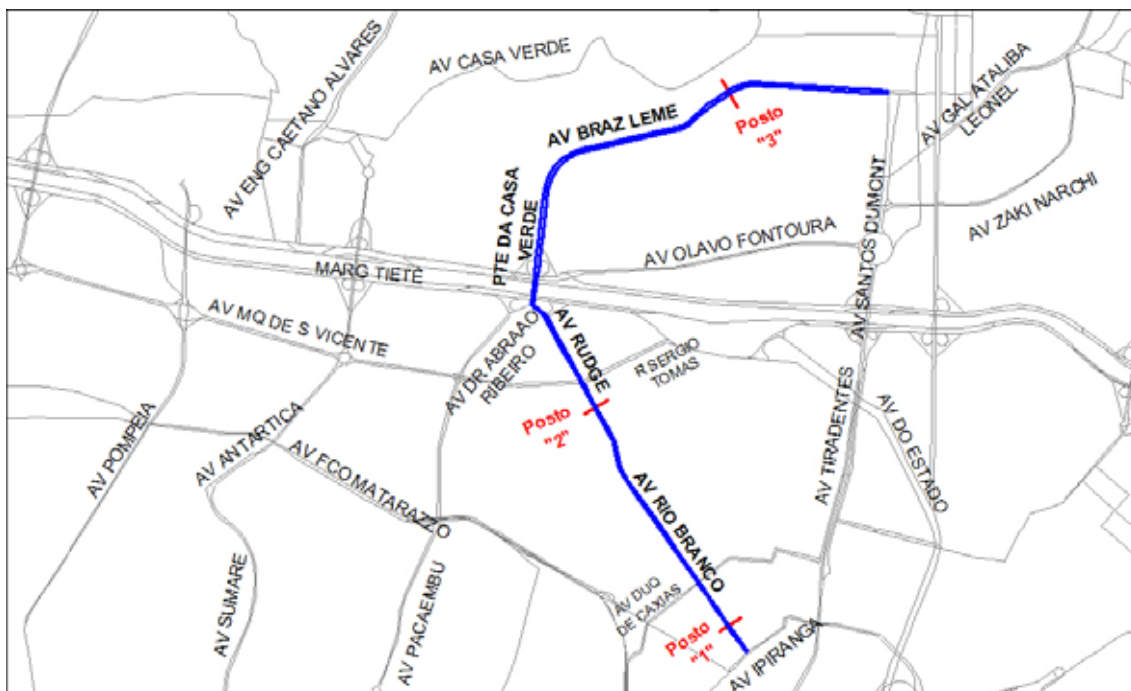 AV CASA VERDE
AV ENG CAETANO ALVARES
AV GAL ATALIBA
LEONEL
AV BRAZ LEME
Posto
"3"
AV ZAKI NARCHI
PTE DA CASA
VERDE
AV OLAVO FONTOURA
AV SANTOS DUMONT
MARG TIETE
AV MQ DE S VICENTE
AV DR ABRAAO
RIBEIRO
AV RUDGE
R SERGIO
TOMAS
Posto
"2"
AV POMPEIA
AV ANTARTICA
AV FCO MATARAZZO
AV TIRADENTES
AV DO ESTADO
AV RIO BRANCO
AV SUMARE
AV PACAEMBU
AV DUQ
DE CAXIAS
Posto
"1"
AV IPIRANGA